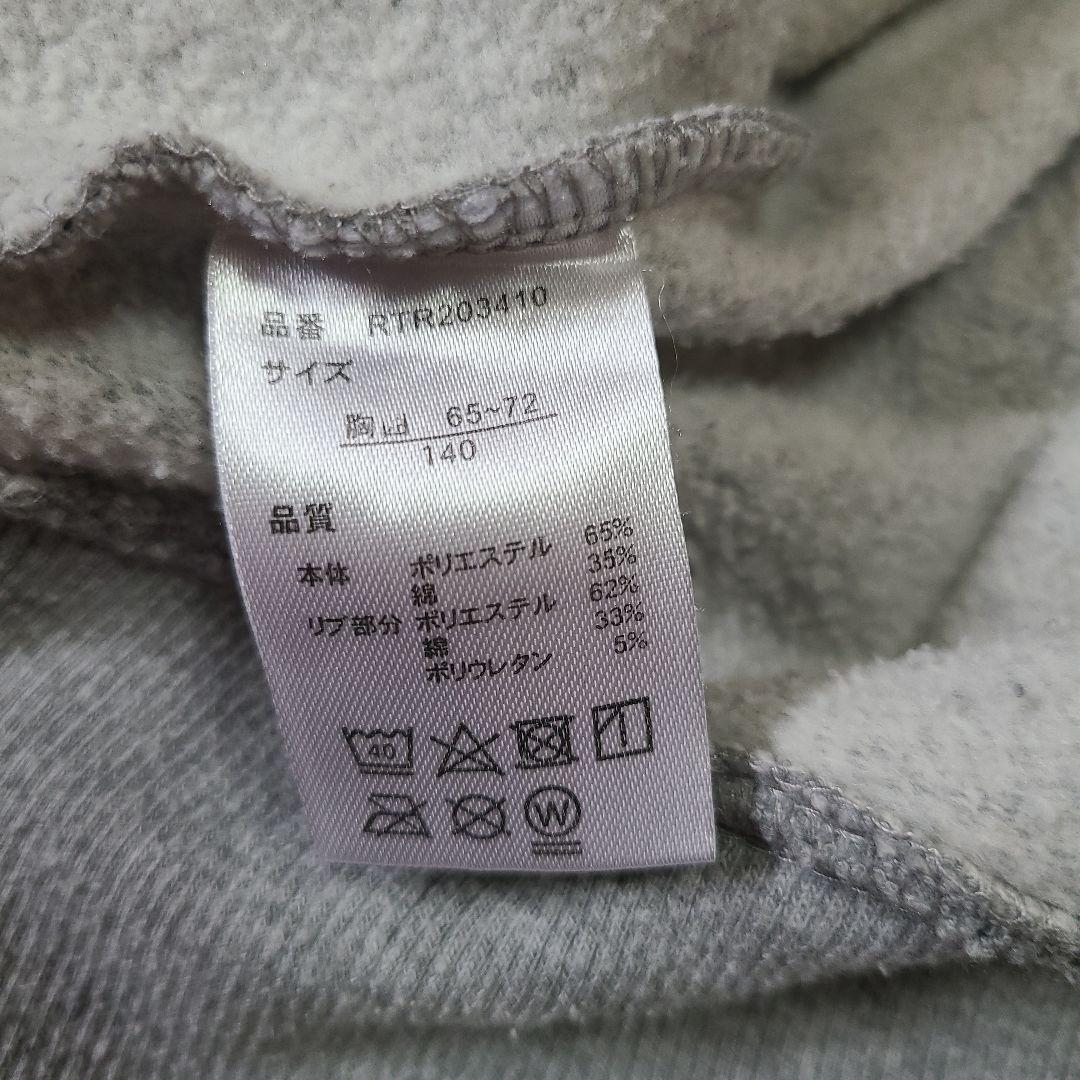 品番 RTR203410
サイズ
胸囲 65~72
140
品質
本体 ポリエステル 65%
綿 35%
リブ部分 ポリエステル 62%
綿 33%
ポリウレタン 5%
40
W